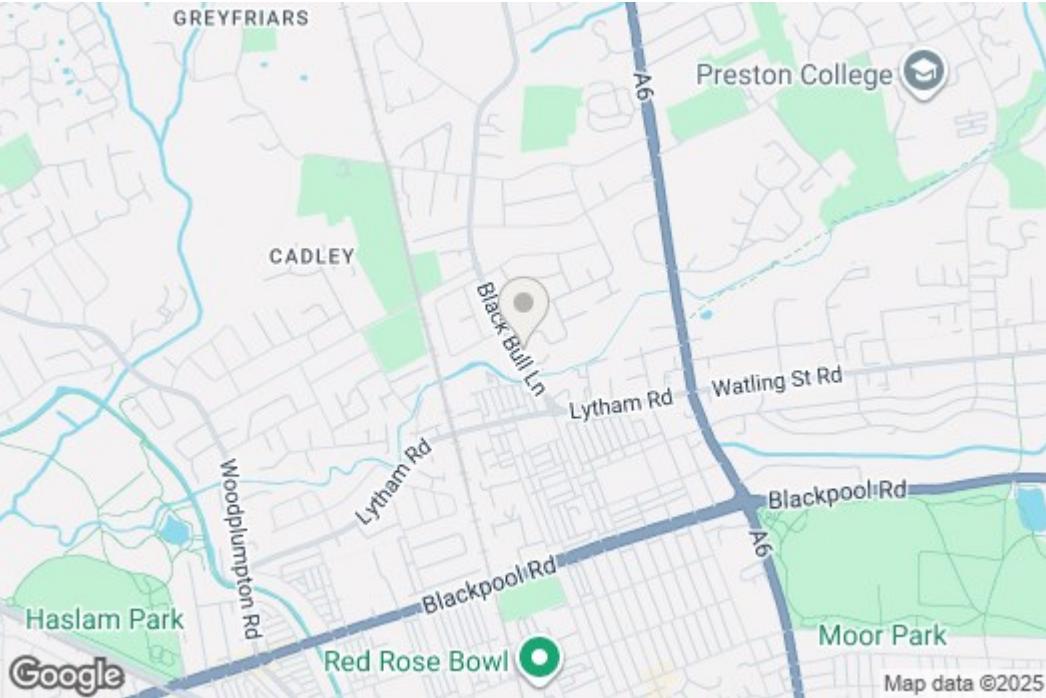 GREYFRIARS
A6
Preston College
CADLEY
Black Bull Ln
Lytham Rd
Watling St Rd
Lytham Rd
Woodplumpton Rd
Blackpool Rd
A6
Blackpool Rd
Haslam Park
Moor Park
Red Rose Bowl
Google
Map data ©2025